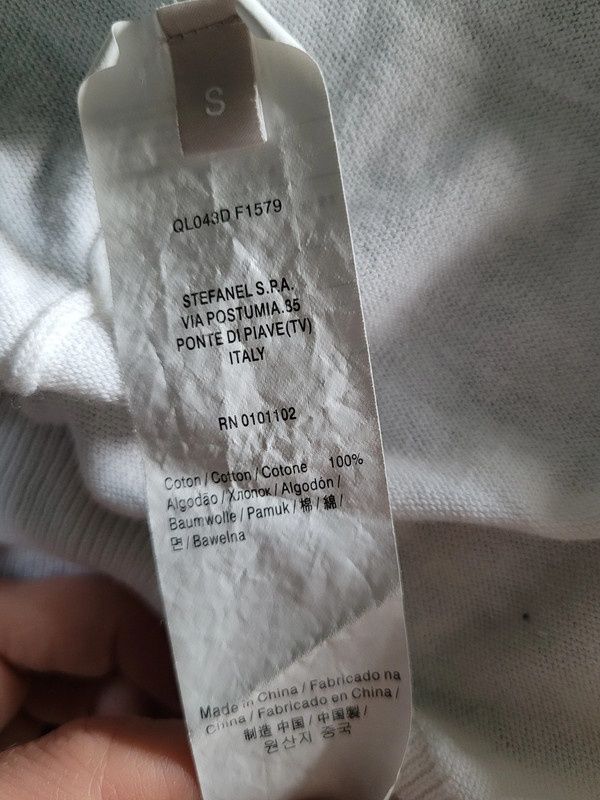 S
QL043D F1579
STEFANEL S.P.A.
VIA POSTUMIA.85
PONTE DI PIAVE(TV)
ITALY
RN 0101102
Coton / Cotton / Cotone 100%
Algodão / Хлопок / Algodón /
Baumwolle / Pamuk / 棉 / 綿 /
면 / Bawełna
Made in China / Fabricado na
China / Fabricado en China /
制造 中国 / 中国製 /
원산지 중국